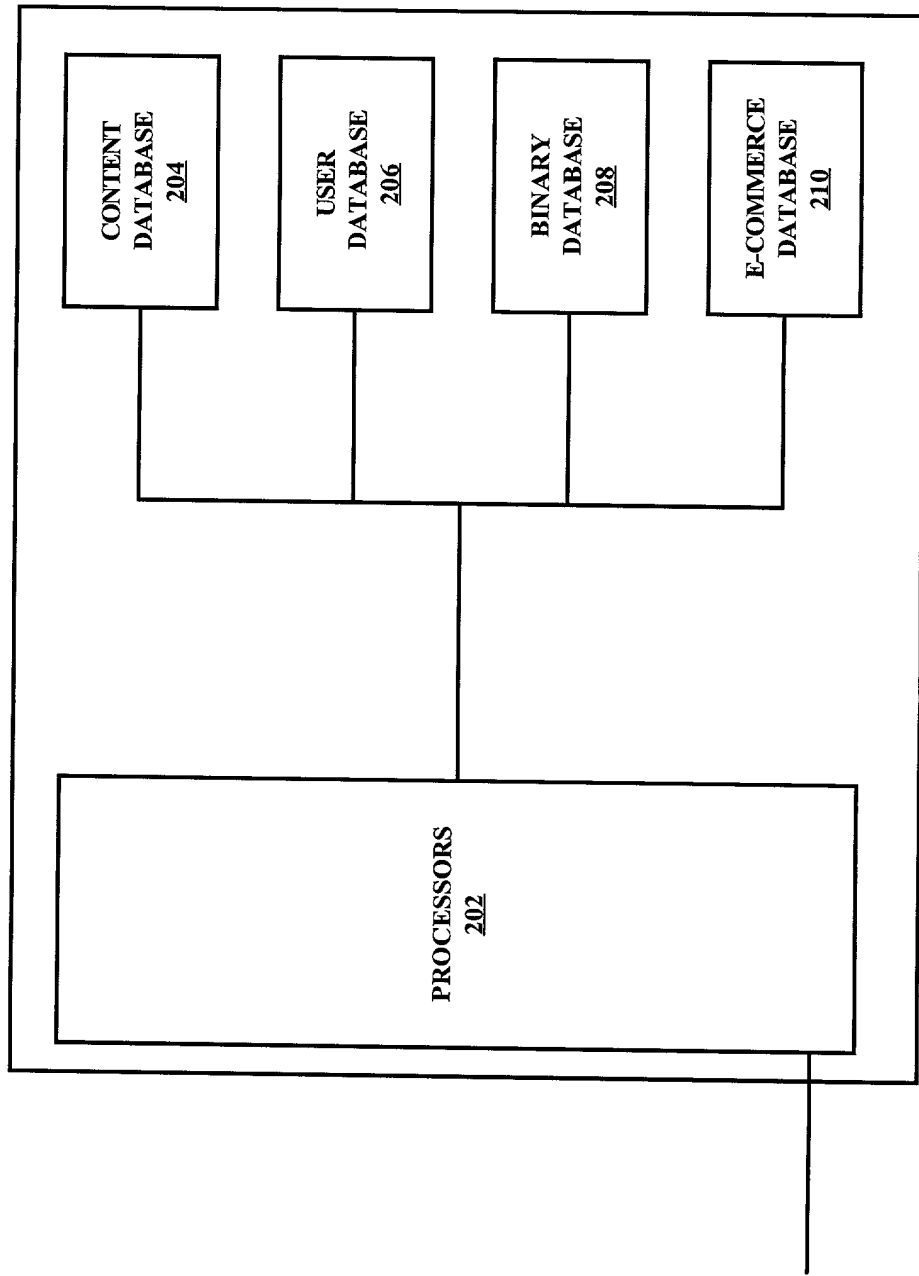 CONTENT
DATABASE
204
USER
DATABASE
206
BINARY
DATABASE
208
E-COMMERCE
DATABASE
210
PROCESSORS
202